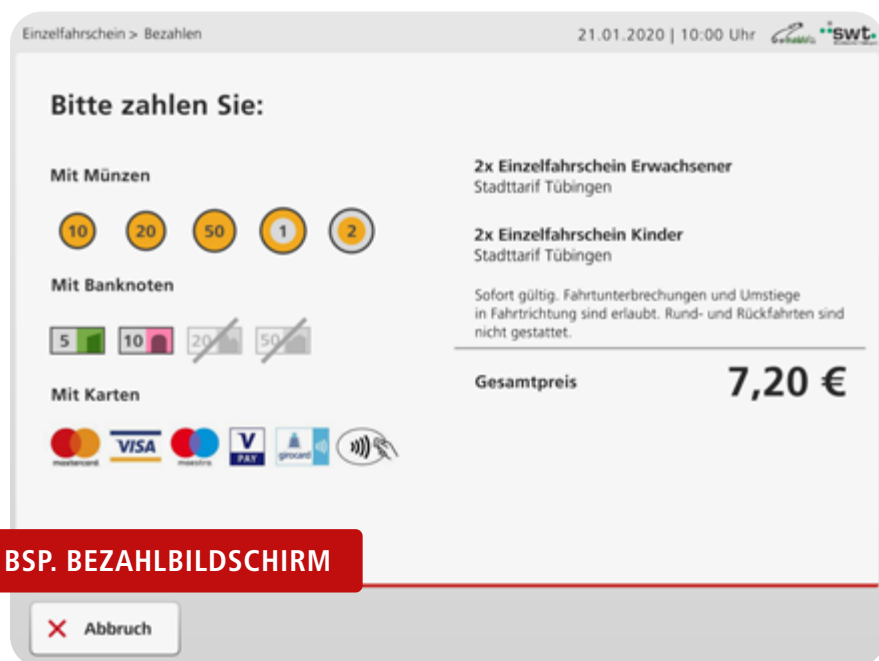 Einzelfahrschein > Bezahlen
21.01.2020 | 10:00 Uhr
swt
Bitte zahlen Sie:
Mit Münzen
10 20 50 1 2
Mit Banknoten
5 10 20 50
Mit Karten
mastercard VISA maestro V PAY girocard
2x Einzelfahrschein Erwachsener
Stadttarif Tübingen
2x Einzelfahrschein Kinder
Stadttarif Tübingen
Sofort gültig. Fahrtunterbrechungen und Umstiege
in Fahrtrichtung sind erlaubt. Rund- und Rückfahrten sind
nicht gestattet.
Gesamtpreis 7,20 €
BSP. BEZAHLBILDSCHIRM
Abbruch